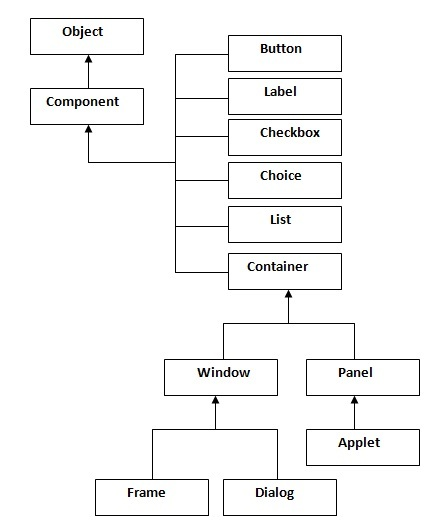 Object
Button
Label
Component
Checkbox
Choice
List
Container
Window
Panel
Applet
Frame
Dialog